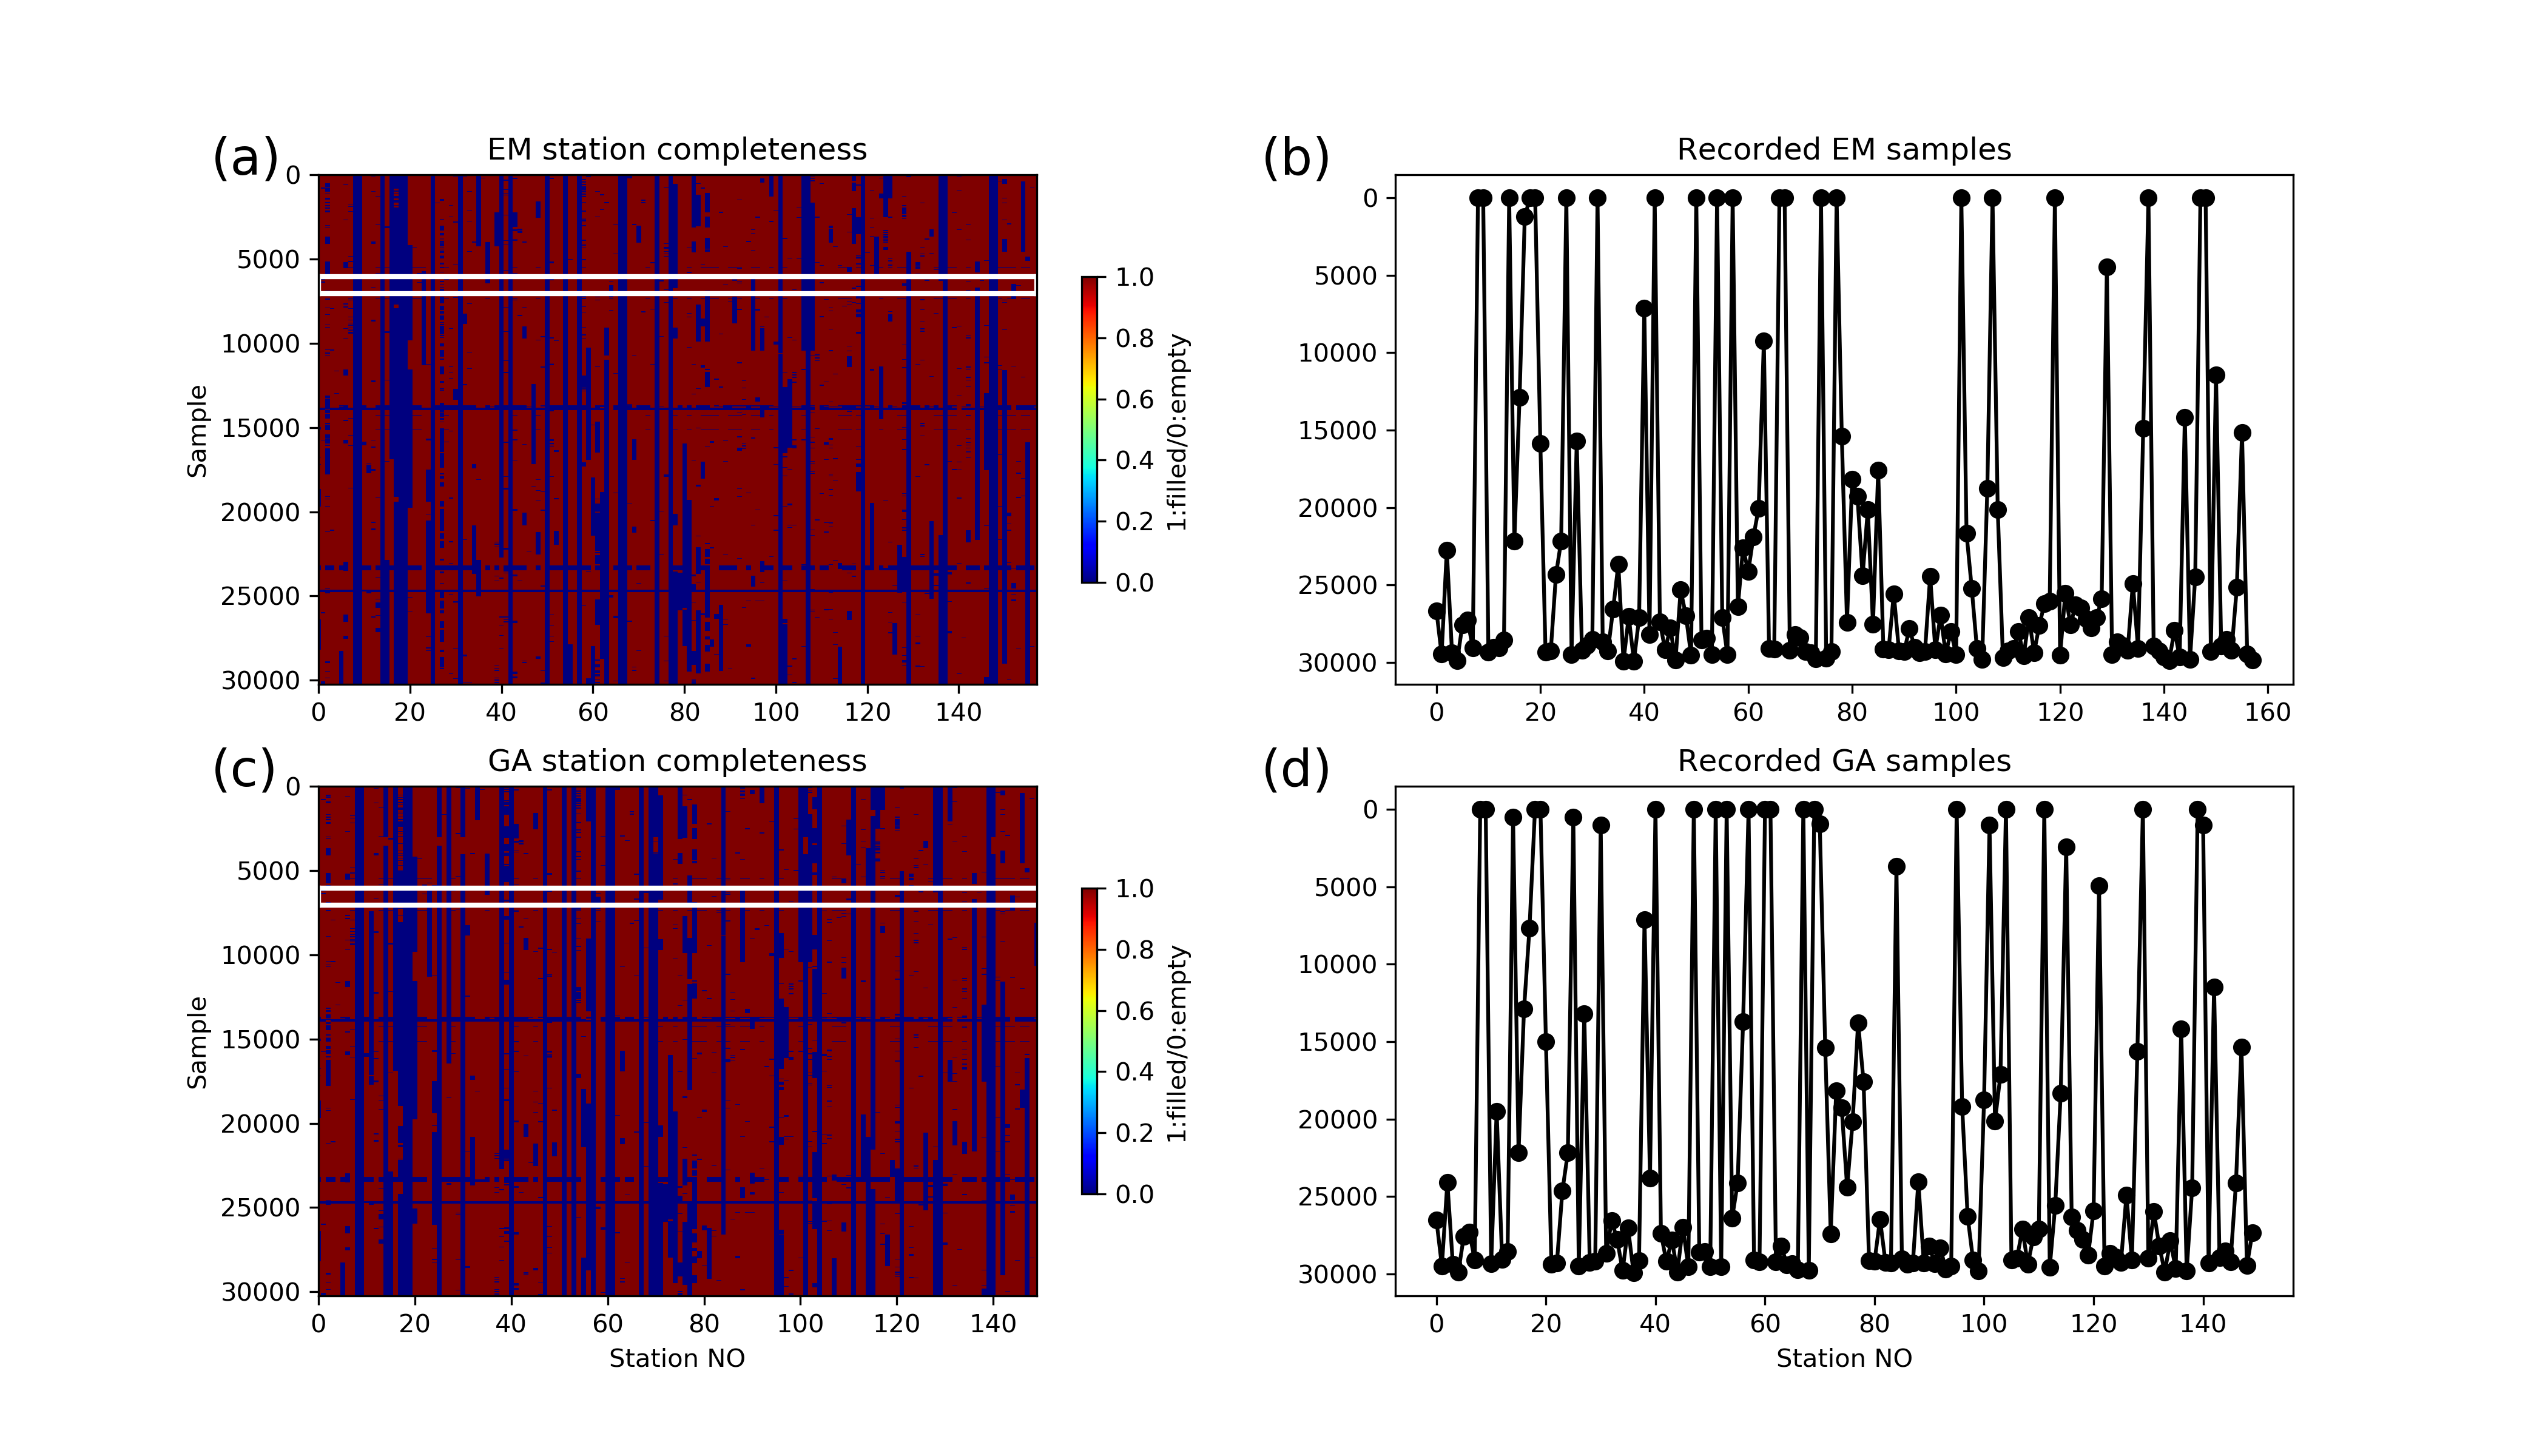 (a)
EM station completeness
0
5000
10000
15000
20000
25000
30000
Sample
0 20 40 60 80 100 120 140
1.0
0.8
0.6
0.4
0.2
0.0
1:filled/0:empty
(b)
Recorded EM samples
0
5000
10000
15000
20000
25000
30000
0 20 40 60 80 100 120 140 160
(c)
GA station completeness
0
5000
10000
15000
20000
25000
30000
Sample
0 20 40 60 80 100 120 140
Station NO
1.0
0.8
0.6
0.4
0.2
0.0
1:filled/0:empty
(d)
Recorded GA samples
0
5000
10000
15000
20000
25000
30000
0 20 40 60 80 100 120 140
Station NO